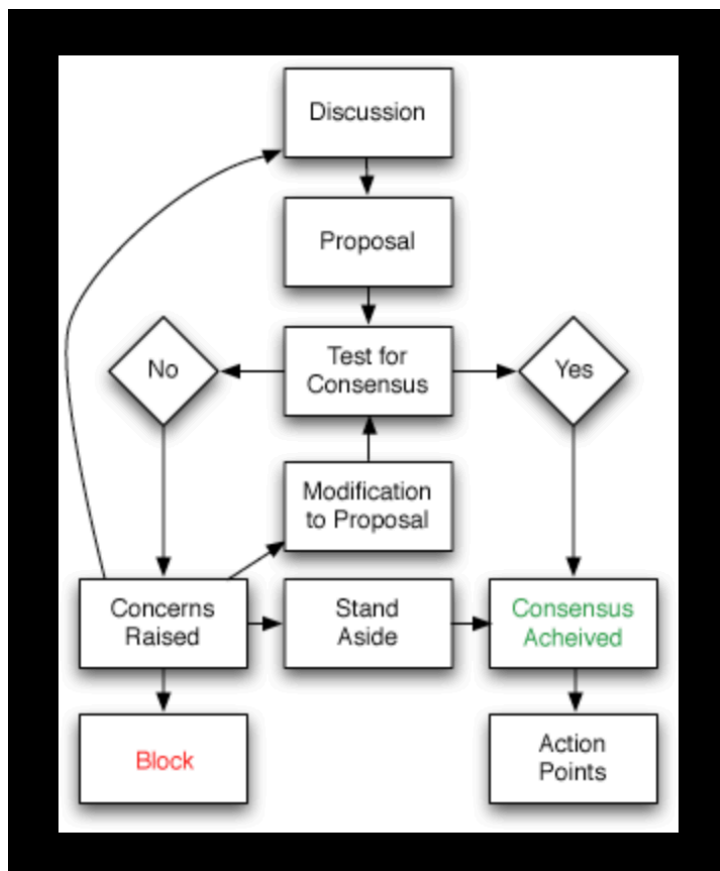 Discussion
Proposal
No
Test for
Consensus
Yes
Modification
to Proposal
Concerns
Raised
Stand
Aside
Consensus
Acheived
Block
Action
Points